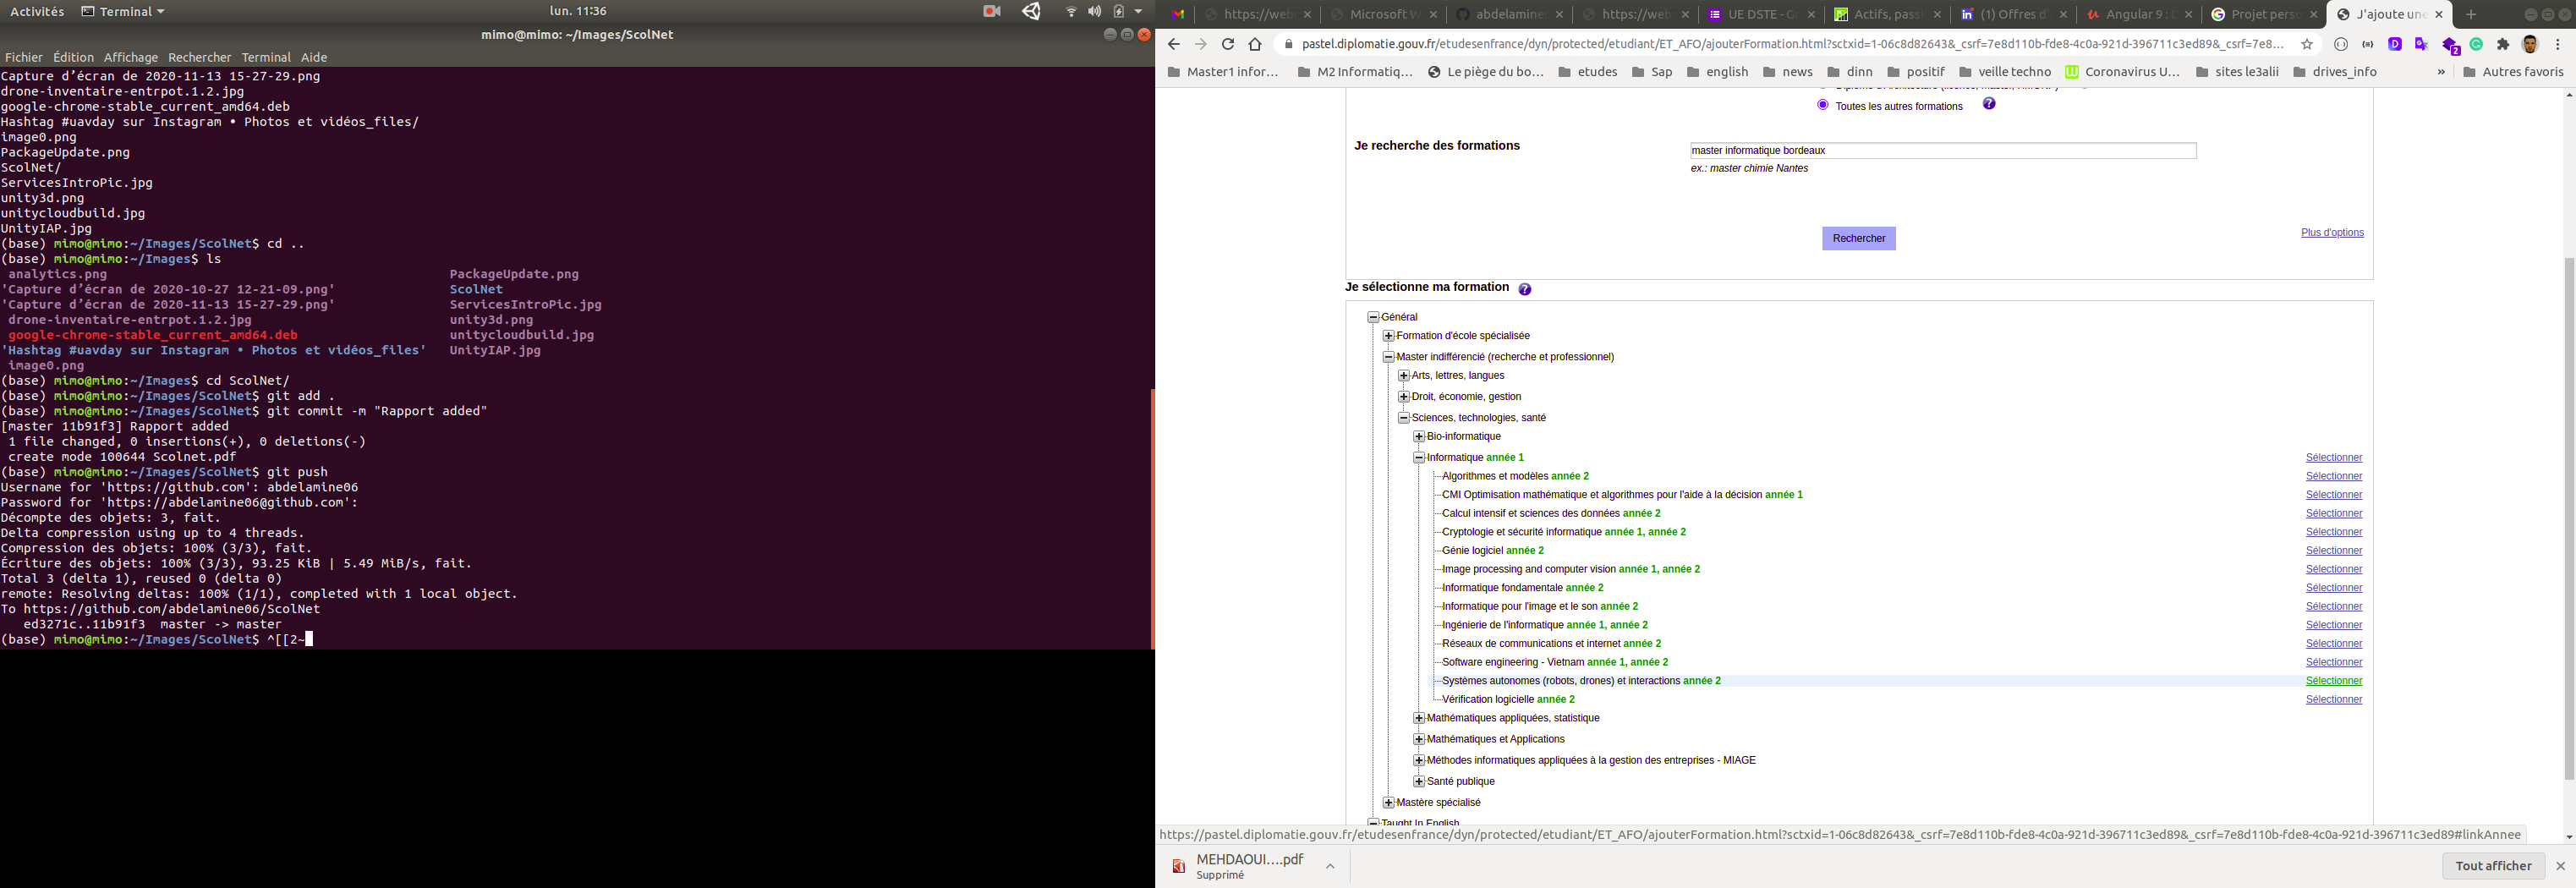 Activités Terminal lun. 11:36
mimo@mimo: ~/Images/ScolNet
Fichier Édition Affichage Rechercher Terminal Aide
Capture d’écran de 2020-11-13 15-27-29.png
drone-inventaire-entrpot.1.2.jpg
google-chrome-stable_current_amd64.deb
Hashtag #uavday sur Instagram • Photos et vidéos_files/
image0.png
PackageUpdate.png
ScolNet/
ServicesIntroPic.jpg
unity3d.png
unitycloudbuild.jpg
UnityIAP.jpg
(base) mimo@mimo:~/Images/ScolNet$ cd ..
(base) mimo@mimo:~/Images$ ls
analytics.png PackageUpdate.png
'Capture d’écran de 2020-10-27 12-21-09.png' ScolNet
'Capture d’écran de 2020-11-13 15-27-29.png' ServicesIntroPic.jpg
drone-inventaire-entrpot.1.2.jpg unity3d.png
google-chrome-stable_current_amd64.deb unitycloudbuild.jpg
'Hashtag #uavday sur Instagram • Photos et vidéos_files' UnityIAP.jpg
image0.png
(base) mimo@mimo:~/Images$ cd ScolNet/
(base) mimo@mimo:~/Images/ScolNet$ git add .
(base) mimo@mimo:~/Images/ScolNet$ git commit -m "Rapport added"
[master 11b91f3] Rapport added
1 file changed, 0 insertions(+), 0 deletions(-)
create mode 100644 Scolnet.pdf
(base) mimo@mimo:~/Images/ScolNet$ git push
Username for 'https://github.com': abdelamine06
Password for 'https://abdelamine06@github.com':
Décompte des objets: 3, fait.
Delta compression using up to 4 threads.
Compression des objets: 100% (3/3), fait.
Écriture des objets: 100% (3/3), 93.25 KiB | 5.49 MiB/s, fait.
Total 3 (delta 1), reused 0 (delta 0)
remote: Resolving deltas: 100% (1/1), completed with 1 local object.
To https://github.com/abdelamine06/ScolNet
ed3271c..11b91f3 master -> master
(base) mimo@mimo:~/Images/ScolNet$ ^[[2~
https://web Microsoft W abdelamine https://web UE DSTE - G Actifs, pass (1) Offres d' Angular 9 : Projet pers J'ajoute une
pastel.diplomatie.gouv.fr/etudesenfrance/dyn/protected/etudiant/ET_AFO/ajouterFormation.html?sctxid=1-06c8d82643&_csrf=7e8d110b-fde8-4c0a-921d-396711c3ed89&_csrf=7e8...
Master1 infor... M2 Informatiq... Le piège du bo... etudes Sap english news dinn positif veille techno Coronavirus U... sites le3alii drives_info » Autres favoris
Toutes les autres formations
Je recherche des formations master informatique bordeaux
ex.: master chimie Nantes
Rechercher Plus d'options
Je sélectionne ma formation
Général
Formation d'école spécialisée
Master indifférencié (recherche et professionnel)
Arts, lettres, langues
Droit, économie, gestion
Sciences, technologies, santé
Bio-informatique
Informatique année 1 Sélectionner
Algorithmes et modèles année 2 Sélectionner
CMI Optimisation mathématique et algorithmes pour l'aide à la décision année 1 Sélectionner
Calcul intensif et sciences des données année 2 Sélectionner
Cryptologie et sécurité informatique année 1, année 2 Sélectionner
Génie logiciel année 2 Sélectionner
Image processing and computer vision année 1, année 2 Sélectionner
Informatique fondamentale année 2 Sélectionner
Informatique pour l'image et le son année 2 Sélectionner
Ingénierie de l'informatique année 1, année 2 Sélectionner
Réseaux de communications et internet année 2 Sélectionner
Software engineering - Vietnam année 1, année 2 Sélectionner
Systèmes autonomes (robots, drones) et interactions année 2 Sélectionner
Vérification logicielle année 2 Sélectionner
Mathématiques appliquées, statistique
Mathématiques et Applications
Méthodes informatiques appliquées à la gestion des entreprises - MIAGE
Santé publique
Mastère spécialisé
Taught In English
https://pastel.diplomatie.gouv.fr/etudesenfrance/dyn/protected/etudiant/ET_AFO/ajouterFormation.html?sctxid=1-06c8d82643&_csrf=7e8d110b-fde8-4c0a-921d-396711c3ed89&_csrf=7e8d110b-fde8-4c0a-921d-396711c3ed89#linkAnnee
MEHDAOUI....pdf
Supprimé
Tout afficher